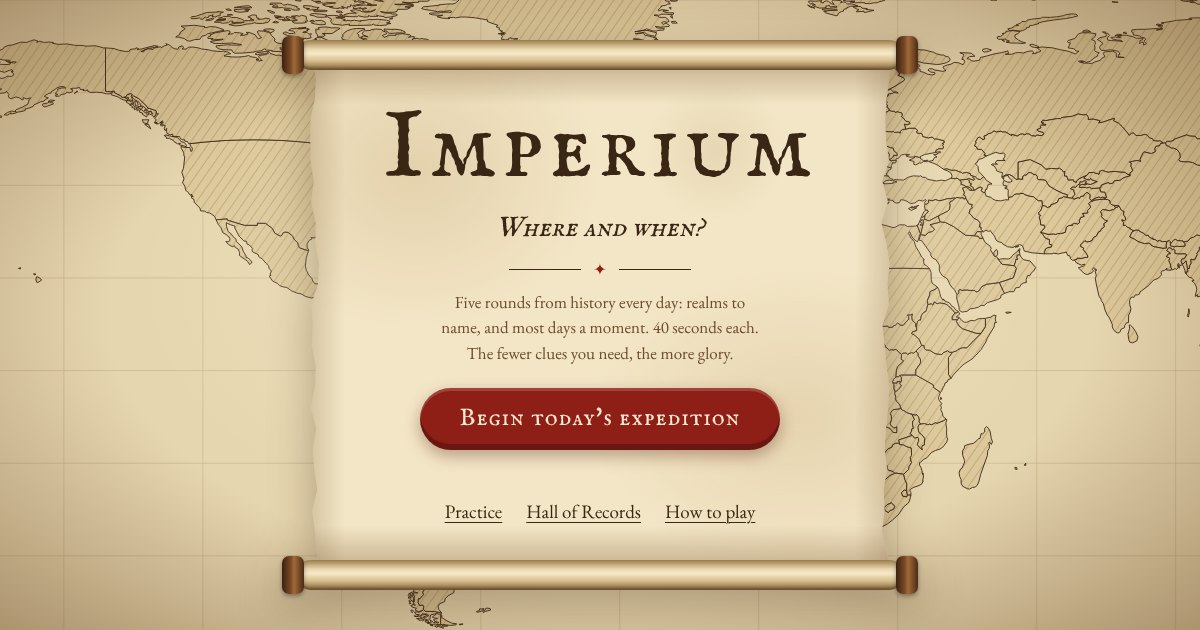 Imperium
Where and when?
Five rounds from history every day: realms to
name, and most days a moment. 40 seconds each.
The fewer clues you need, the more glory.
Begin today's expedition
Practice Hall of Records How to play